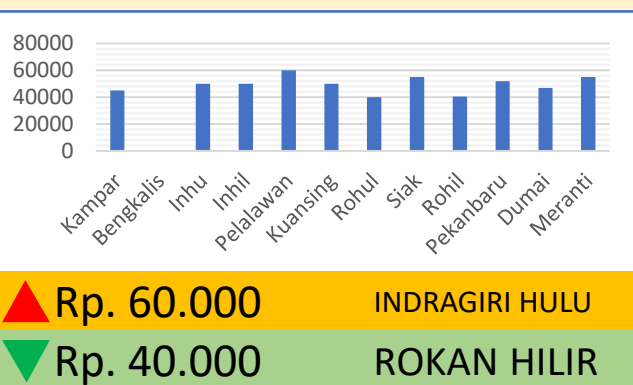 80000
60000
40000
20000
0
Kampar
Bengkalis
Inhu
Inhil
Pelalawan
Kuansing
Rohul
Siak
Rohil
Pekanbaru
Dumai
Meranti
Rp. 60.000 INDRAGIRI HULU
Rp. 40.000 ROKAN HILIR